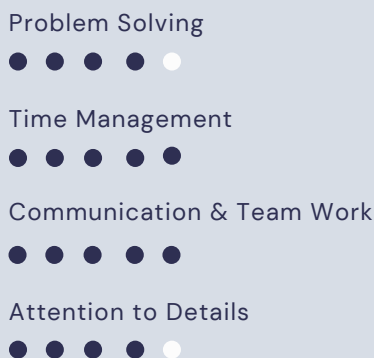 Problem Solving
Time Management
Communication & Team Work
Attention to Details